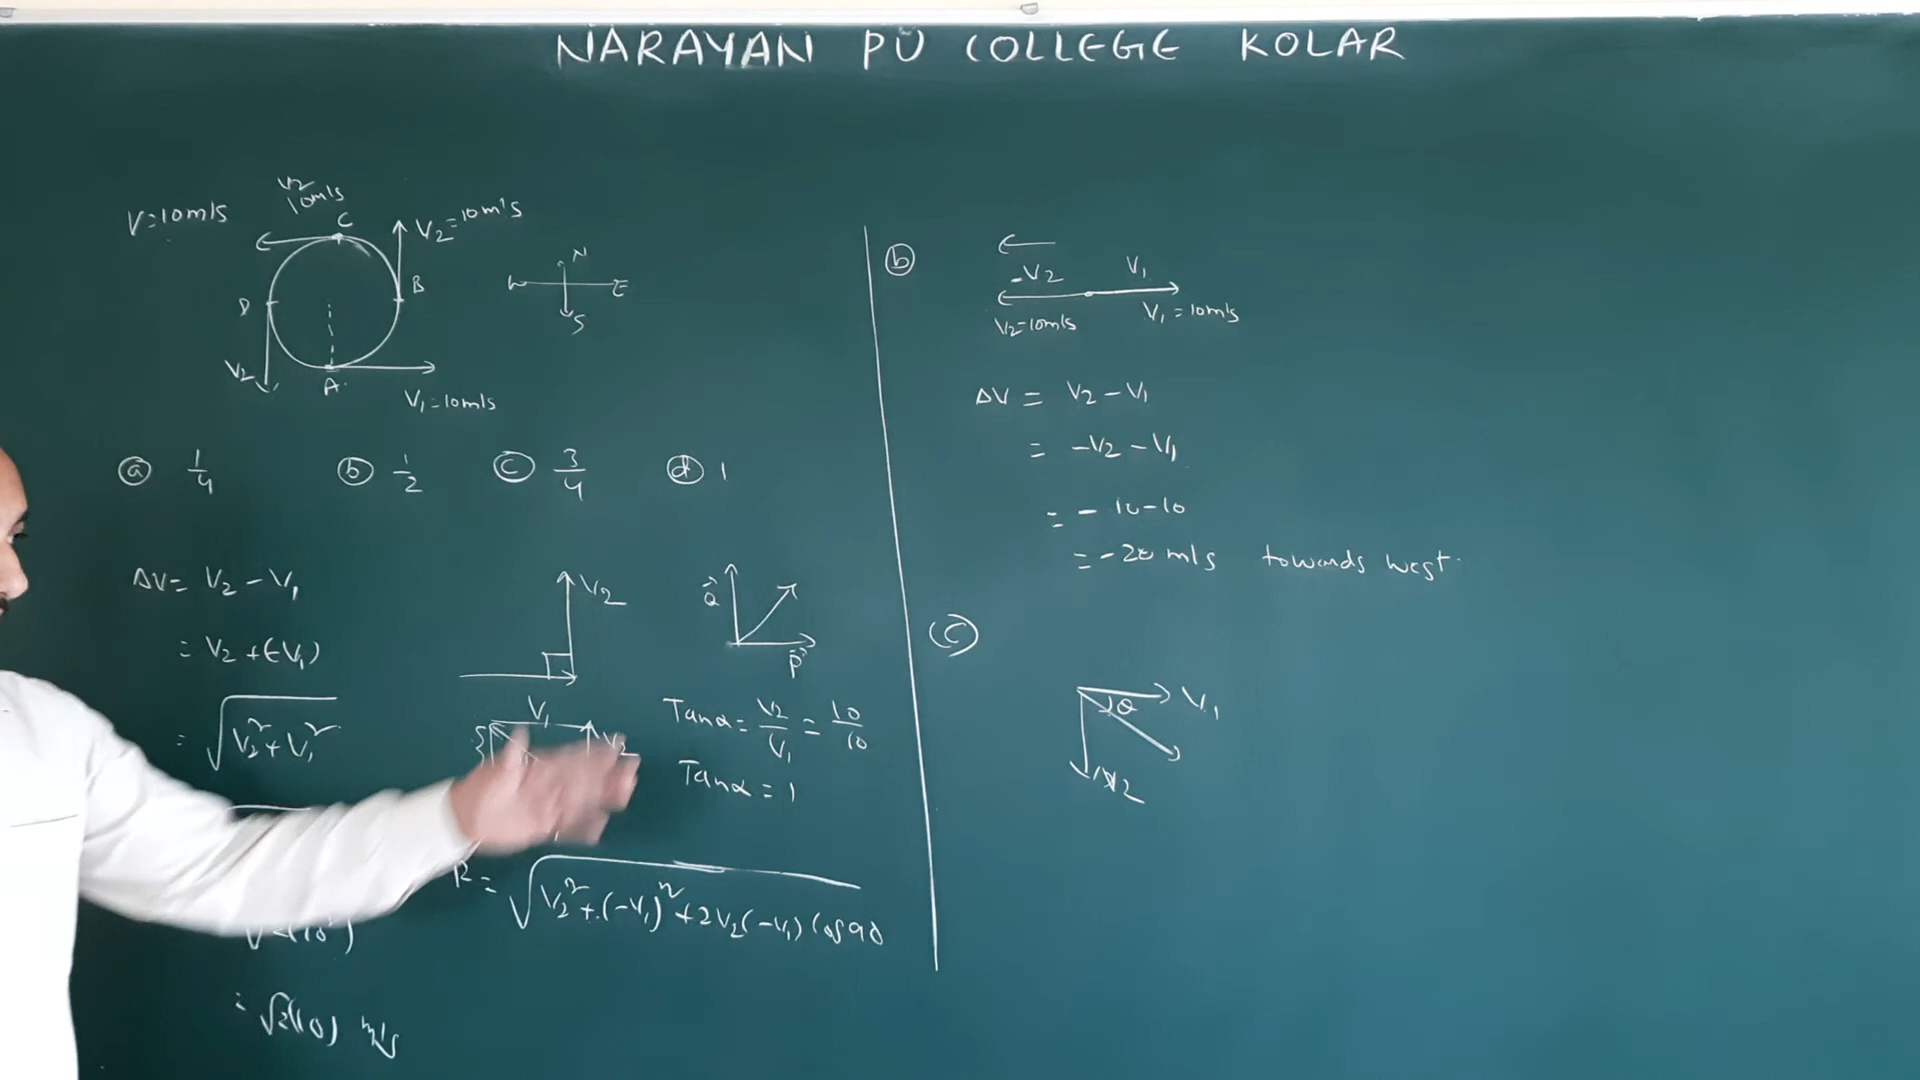 NARAYAN PU COLLEGE KOLAR
V=10m/s
V2
10m/s
C
V2=10m/s
B
D
V2
A
V1=10m/s
N
E
S
(a) 1/4 (b) 1/2 (c) 3/4 (d) 1
ΔV = V2 - V1
= V2 + (-V1)
= √(V2² + V1²)
= √2(10) m/s
V2
V1
V2
Q⃗
P⃗
Tanα = V2/V1 = 10/10
Tanα = 1
R = √(V2² + (-V1)² + 2V2(-V1) Cos90
(b)
-V2 V1
V2=10m/s V1=10m/s
ΔV = V2 - V1
= -V2 - V1
= -10-10
= -20 m/s towards west.
(C)
V1
θ
V2